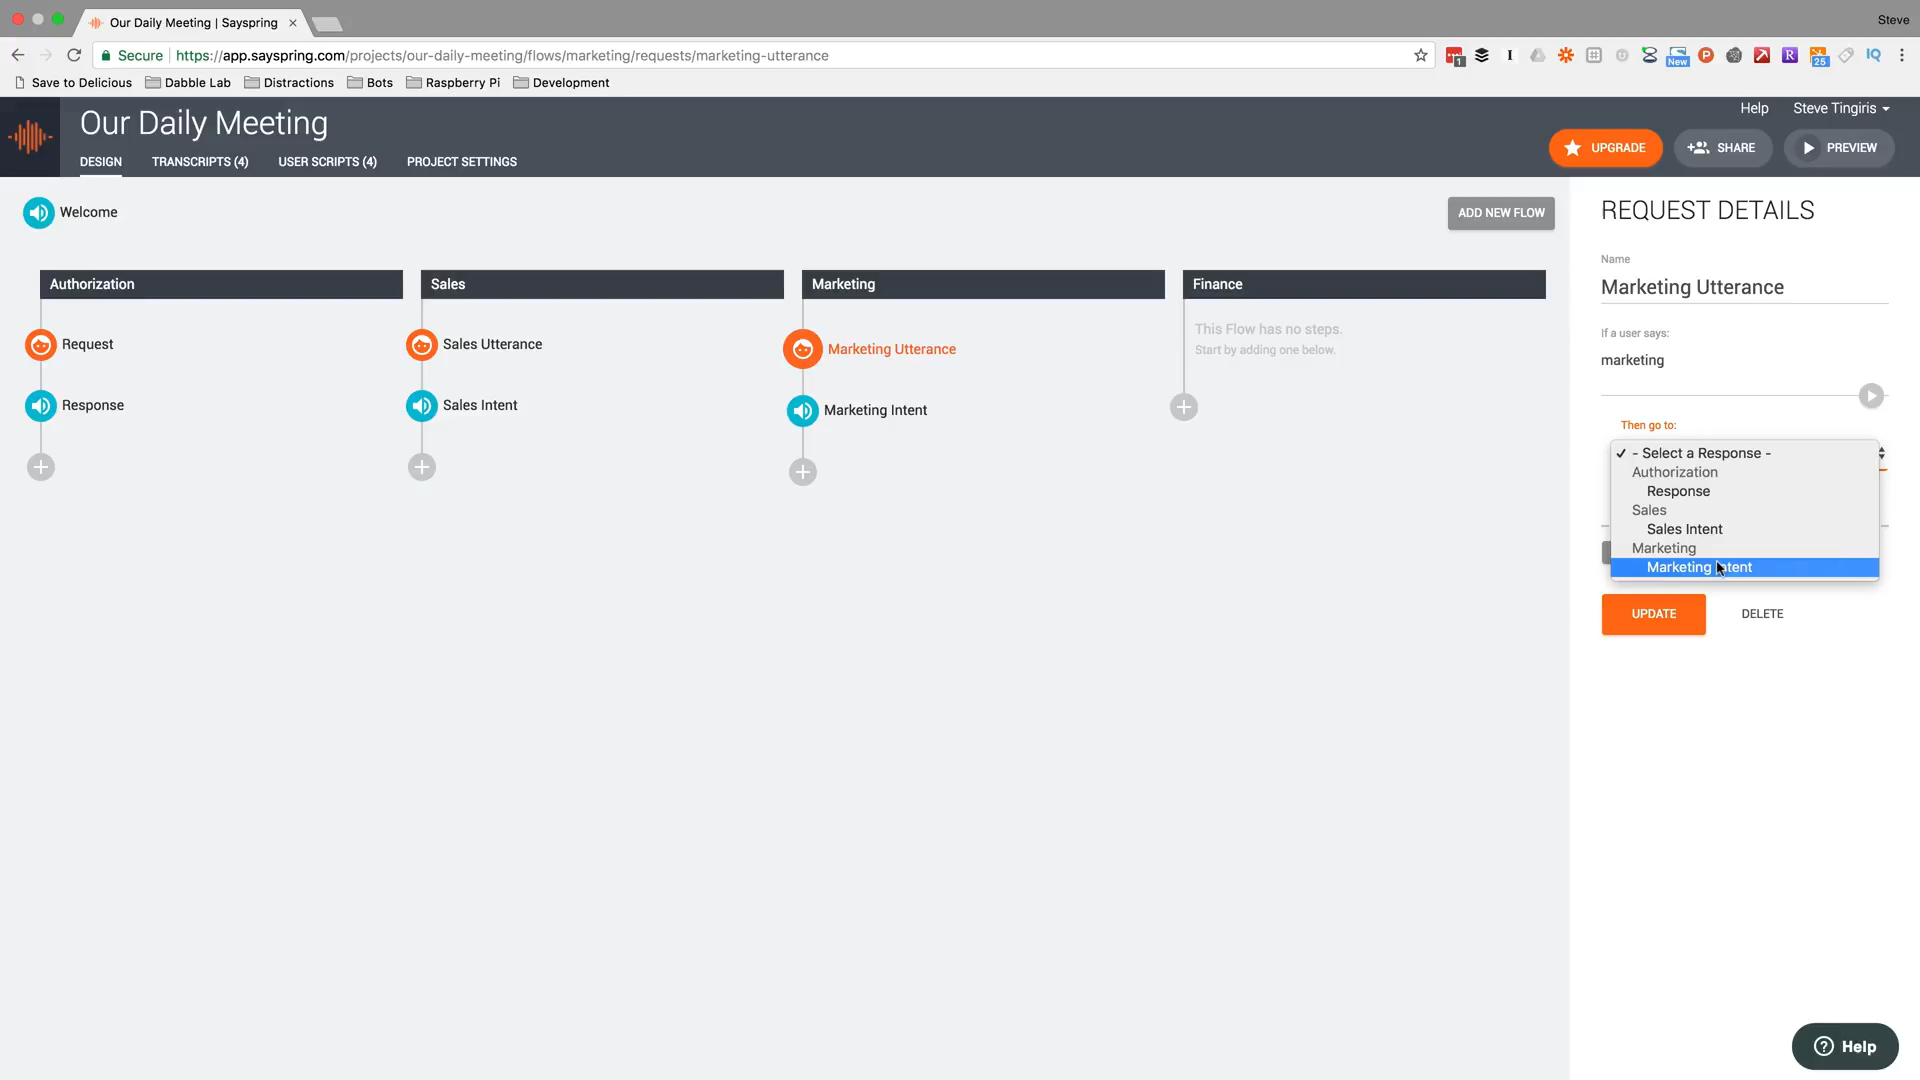 Our Daily Meeting | Sayspring
Steve
Secure
https://app.sayspring.com/projects/our-daily-meeting/flows/marketing/requests/marketing-utterance
1
New
25
Save to Delicious
Dabble Lab
Distractions
Bots
Raspberry Pi
Development
Our Daily Meeting
Help
Steve Tingiris
DESIGN
TRANSCRIPTS (4)
USER SCRIPTS (4)
PROJECT SETTINGS
UPGRADE
SHARE
PREVIEW
Welcome
ADD NEW FLOW
Authorization
Sales
Marketing
Finance
Request
Sales Utterance
Marketing Utterance
This Flow has no steps.
Start by adding one below.
Response
Sales Intent
Marketing Intent
REQUEST DETAILS
Name
Marketing Utterance
If a user says:
marketing
Then go to:
- Select a Response -
Authorization
Response
Sales
Sales Intent
Marketing
Marketing Intent
UPDATE
DELETE
Help